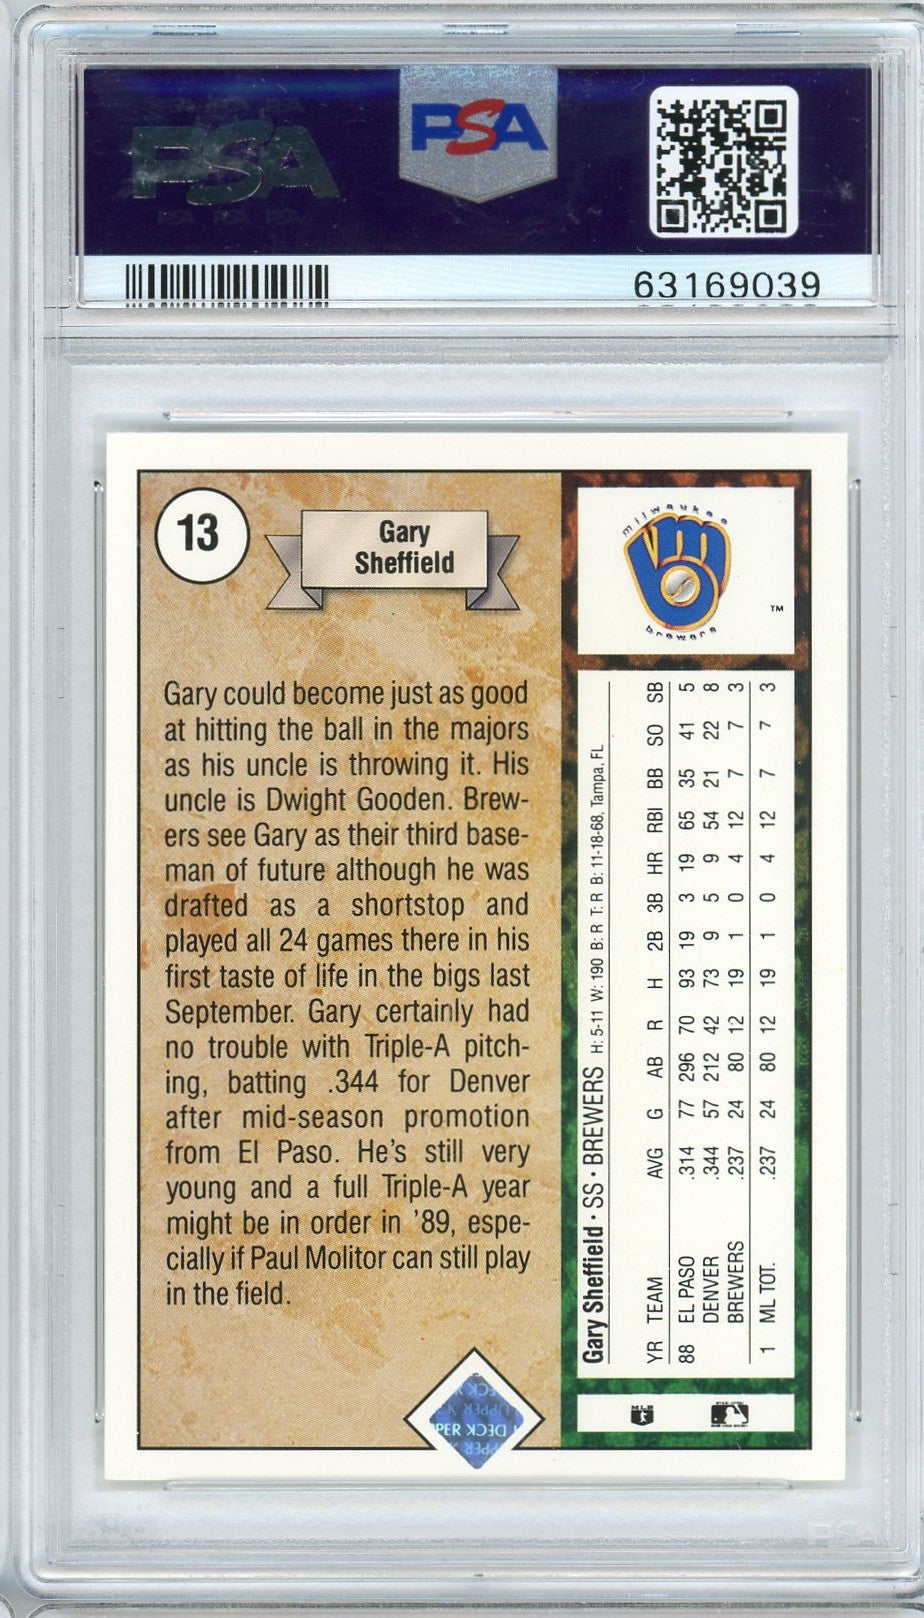 PSA
PSA
PSA PSA PSA
63169039
13
Gary
Sheffield
milwaukee
brewers
TM
Gary could become just as good
at hitting the ball in the majors
as his uncle is throwing it. His
uncle is Dwight Gooden. Brew-
ers see Gary as their third base-
man of future although he was
drafted as a shortstop and
played all 24 games there in his
first taste of life in the bigs last
September. Gary certainly had
no trouble with Triple-A pitch-
ing, batting .344 for Denver
after mid-season promotion
from El Paso. He's still very
young and a full Triple-A year
might be in order in '89, espe-
cially if Paul Molitor can still play
in the field.
Gary Sheffield · SS · BREWERS H: 5-11 W: 190 B: R T: R B: 11-18-68, Tampa, FL
YR TEAM AVG G AB R H 2B 3B HR RBI BB SO SB
88 EL PASO .314 77 296 70 93 19 3 19 65 35 41 5
DENVER .344 57 212 42 73 9 5 9 54 21 22 8
BREWERS .237 24 80 12 19 1 0 4 12 7 7 3
1 ML TOT. .237 24 80 12 19 1 0 4 12 7 7 3
UPPER DECK